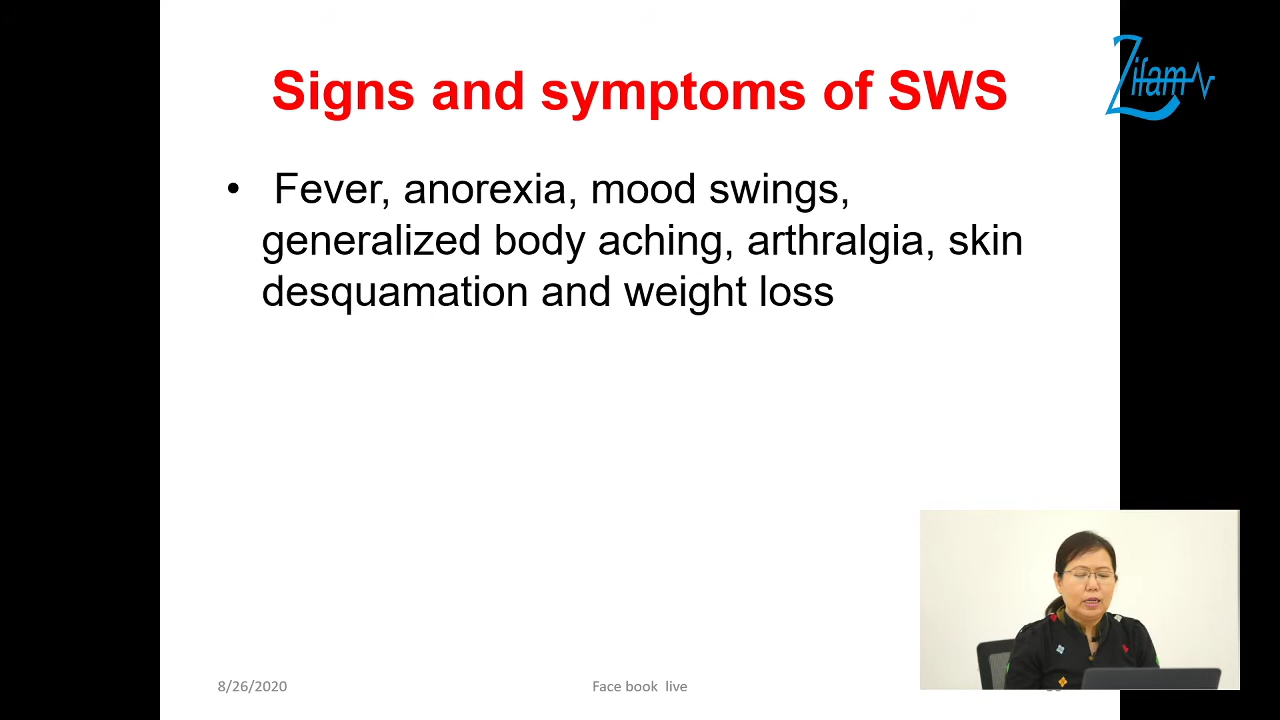 Zifam
Signs and symptoms of SWS
• Fever, anorexia, mood swings,
generalized body aching, arthralgia, skin
desquamation and weight loss
8/26/2020
Face book live